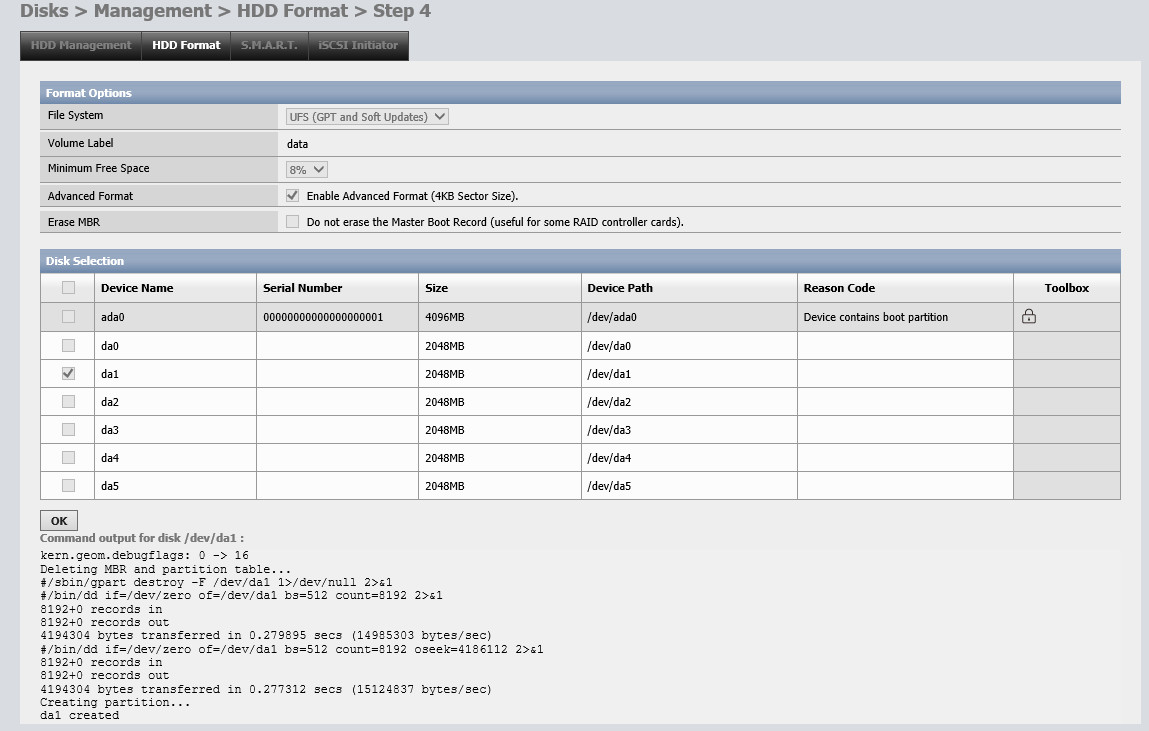 Disks > Management > HDD Format > Step 4
HDD Management HDD Format S.M.A.R.T. iSCSI Initiator
Format Options
File System UFS (GPT and Soft Updates)
Volume Label data
Minimum Free Space 8%
Advanced Format Enable Advanced Format (4KB Sector Size).
Erase MBR Do not erase the Master Boot Record (useful for some RAID controller cards).
Disk Selection
Device Name Serial Number Size Device Path Reason Code Toolbox
ada0 00000000000000000001 4096MB /dev/ada0 Device contains boot partition
da0 2048MB /dev/da0
da1 2048MB /dev/da1
da2 2048MB /dev/da2
da3 2048MB /dev/da3
da4 2048MB /dev/da4
da5 2048MB /dev/da5
OK
Command output for disk /dev/da1 :
kern.geom.debugflags: 0 -> 16
Deleting MBR and partition table...
#/sbin/gpart destroy -F /dev/da1 1>/dev/null 2>&1
#/bin/dd if=/dev/zero of=/dev/da1 bs=512 count=8192 2>&1
8192+0 records in
8192+0 records out
4194304 bytes transferred in 0.279895 secs (14985303 bytes/sec)
#/bin/dd if=/dev/zero of=/dev/da1 bs=512 count=8192 oseek=4186112 2>&1
8192+0 records in
8192+0 records out
4194304 bytes transferred in 0.277312 secs (15124837 bytes/sec)
Creating partition...
da1 created